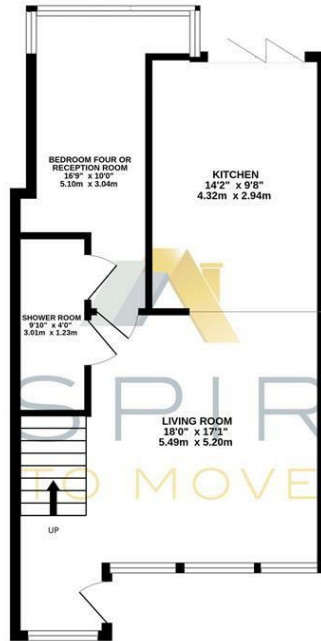 BEDROOM FOUR OR
RECEPTION ROOM
16'9" x 10'0"
5.10m x 3.04m
KITCHEN
14'2" x 9'8"
4.32m x 2.94m
SHOWER ROOM
9'10" x 4'0"
3.01m x 1.23m
LIVING ROOM
18'0" x 17'1"
5.49m x 5.20m
SPIR
TO MOVE
UP